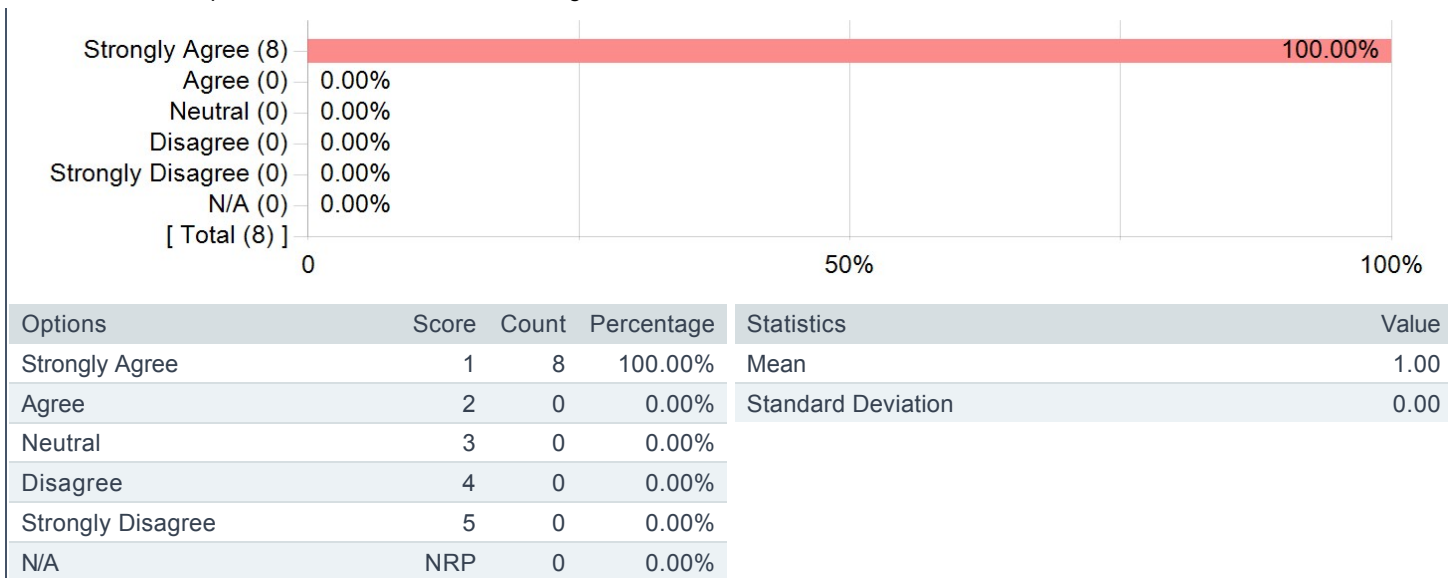 Strongly Agree (8) 100.00%
Agree (0) 0.00%
Neutral (0) 0.00%
Disagree (0) 0.00%
Strongly Disagree (0) 0.00%
N/A (0) 0.00%
[ Total (8) ]
0 50% 100%
Options Score Count Percentage Statistics Value
Strongly Agree 1 8 100.00% Mean 1.00
Agree 2 0 0.00% Standard Deviation 0.00
Neutral 3 0 0.00%
Disagree 4 0 0.00%
Strongly Disagree 5 0 0.00%
N/A NRP 0 0.00%